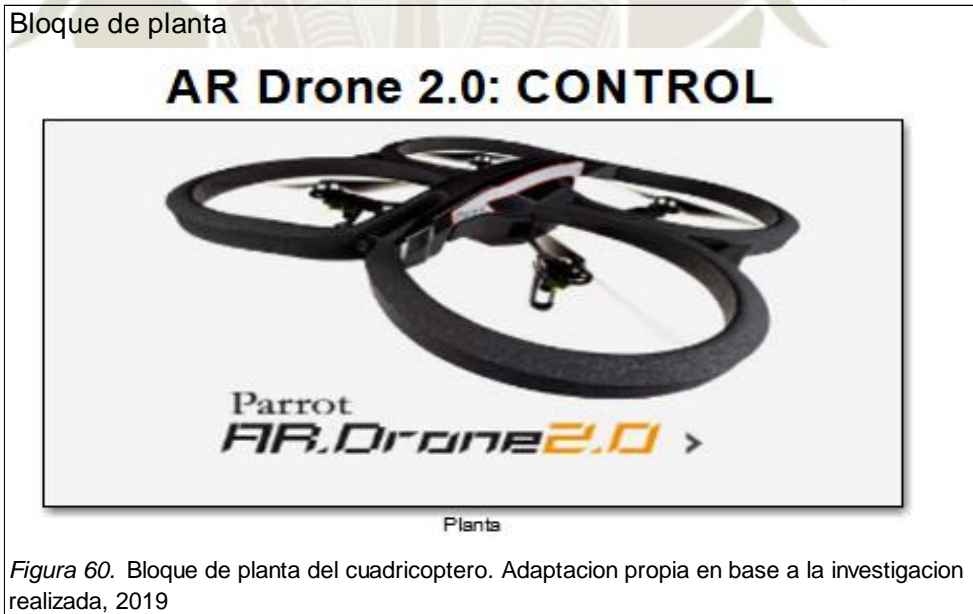 Bloque de planta
AR Drone 2.0: CONTROL
Parrot
AR.Drone2.0 >
Planta
Figura 60. Bloque de planta del cuadricoptero. Adaptacion propia en base a la investigacion
realizada, 2019